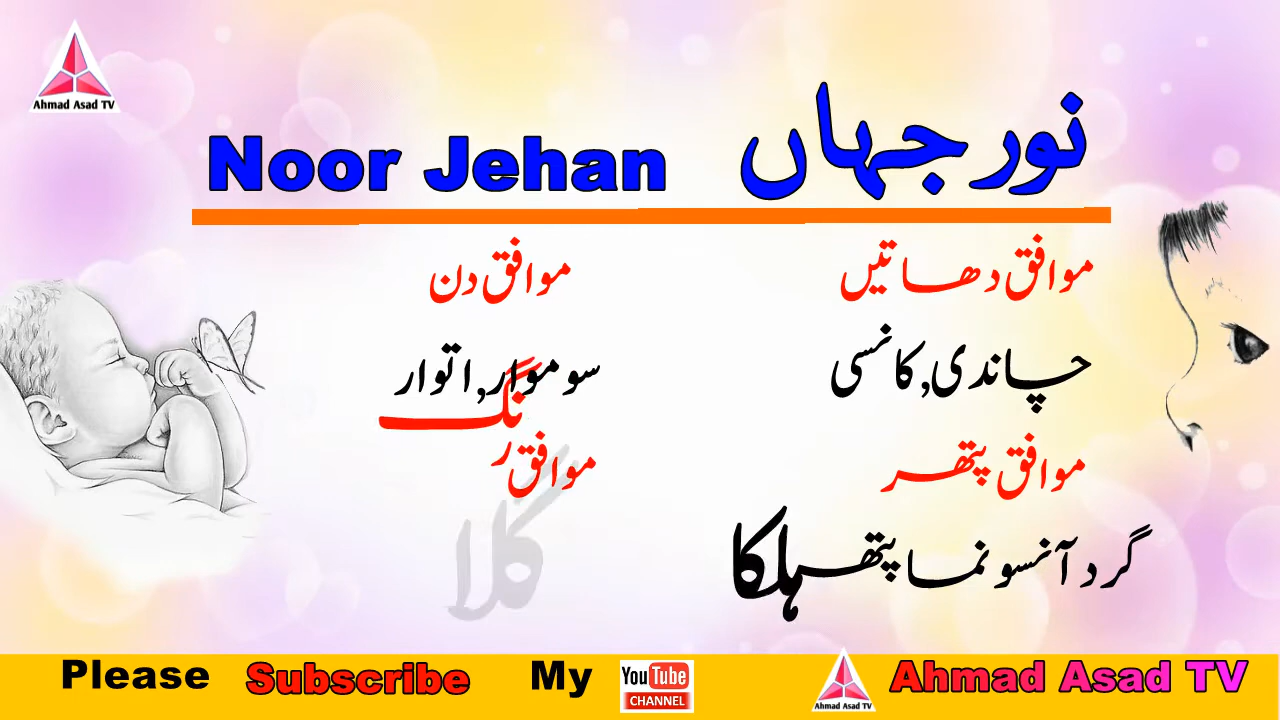 Ahmad Asad TV
Noor Jehan نور جہاں
موافق دھاتیں
موافق دن
چاندی, کانسی
سوموار, اتوار
موافق پتھر
موافق رنگ
گرد آنسو نما پتھر ہلکا
گلا
Please Subscribe My YouTube CHANNEL Ahmad Asad TV Ahmad Asad TV